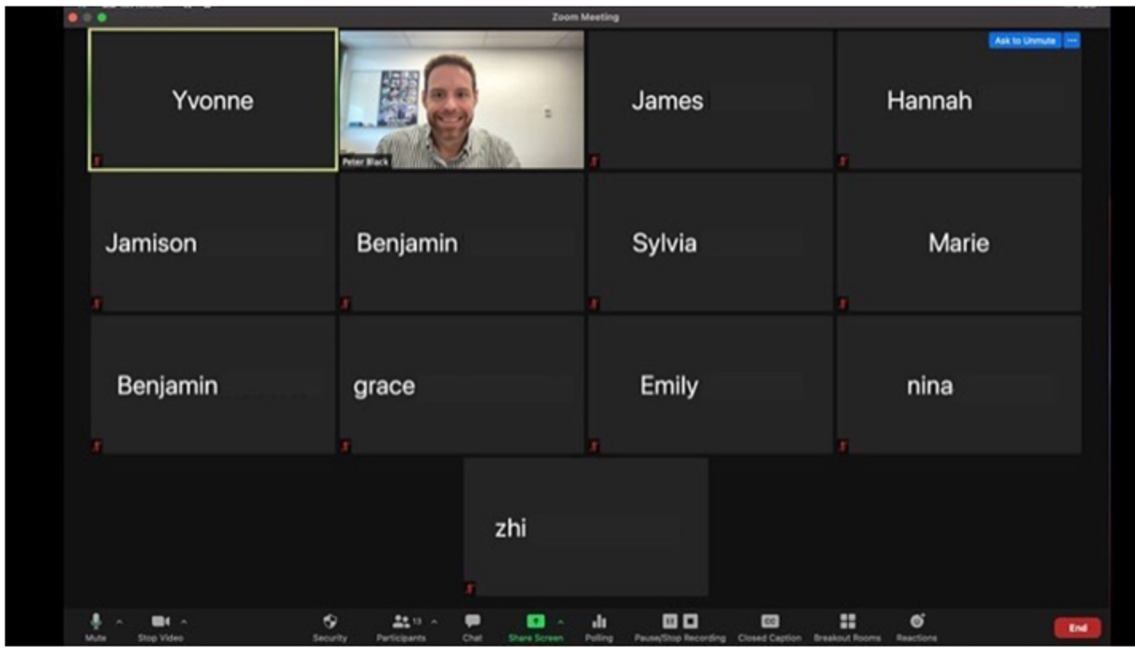 Zoom Meeting
Yvonne
Peter Black
James
Hannah
Ask to Unmute
Jamison
Benjamin
Sylvia
Marie
Benjamin
grace
Emily
nina
zhi
Mute
Stop Video
Security
Participants
13
Chat
Share Screen
Polling
Pause/Stop Recording
CC
Closed Caption
Breakout Rooms
Reactions
End